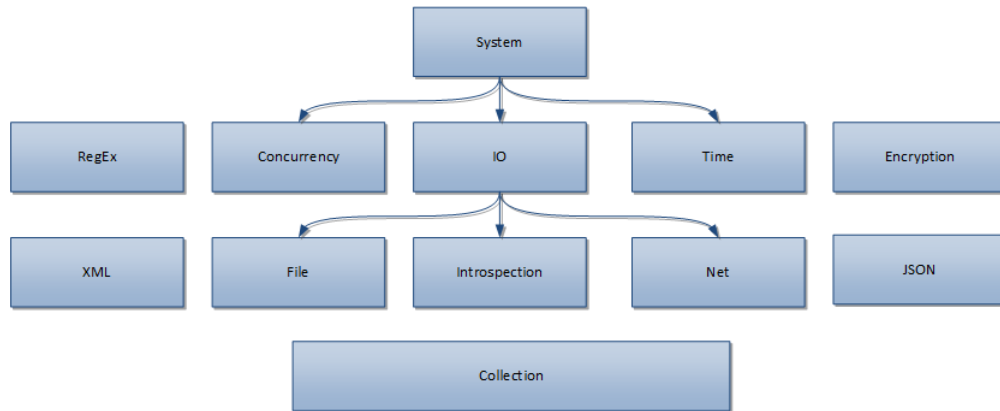 System
RegEx
Concurrency
IO
Time
Encryption
XML
File
Introspection
Net
JSON
Collection